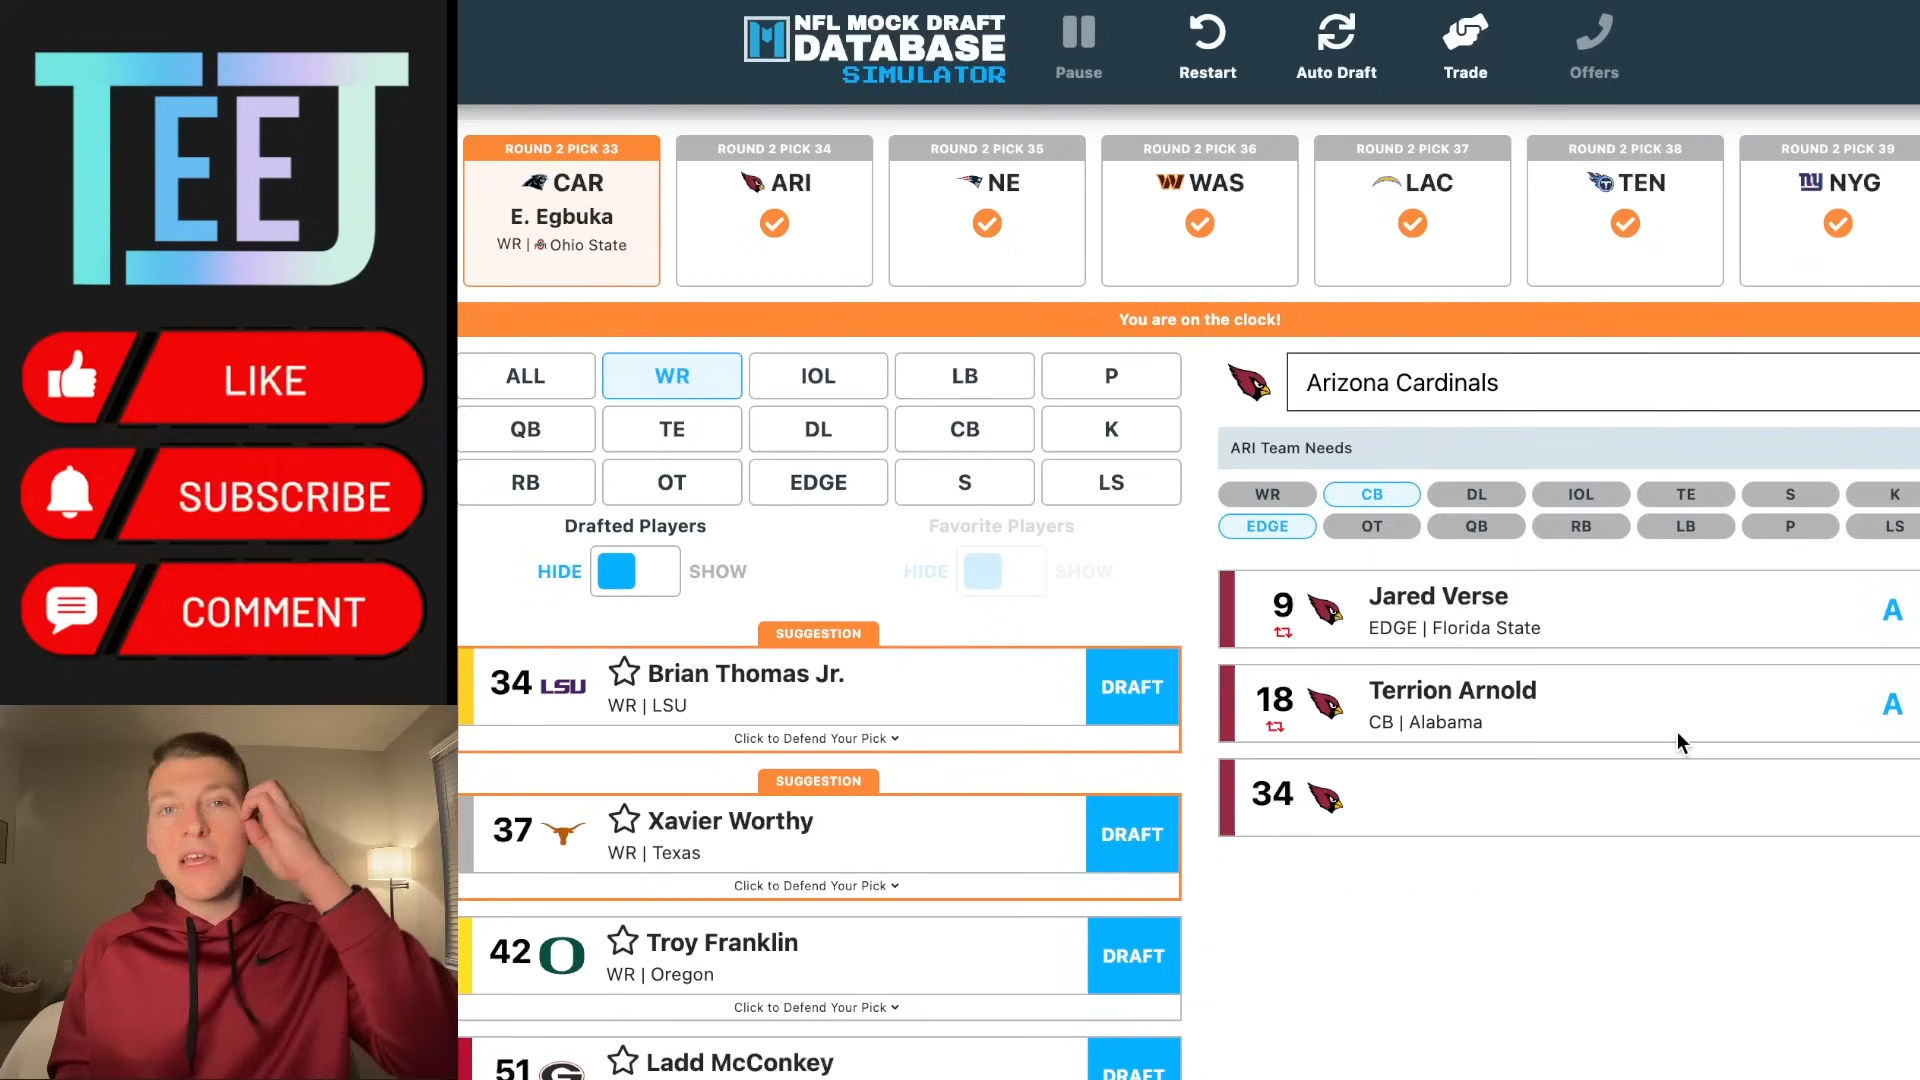 TEEJ
LIKE
SUBSCRIBE
COMMENT
NFL MOCK DRAFT
DATABASE
SIMULATOR
Pause
Restart
Auto Draft
Trade
Offers
ROUND 2 PICK 33
CAR
E. Egbuka
WR | Ohio State
ROUND 2 PICK 34
ARI
ROUND 2 PICK 35
NE
ROUND 2 PICK 36
WAS
ROUND 2 PICK 37
LAC
ROUND 2 PICK 38
TEN
ROUND 2 PICK 39
NYG
You are on the clock!
ALL WR IOL LB P
QB TE DL CB K
RB OT EDGE S LS
Drafted Players
HIDE SHOW
Favorite Players
HIDE SHOW
SUGGESTION
34 LSU Brian Thomas Jr. DRAFT
WR | LSU
Click to Defend Your Pick
SUGGESTION
37 Xavier Worthy DRAFT
WR | Texas
Click to Defend Your Pick
42 Troy Franklin DRAFT
WR | Oregon
Click to Defend Your Pick
51 Ladd McConkey DRAFT
Arizona Cardinals
ARI Team Needs
WR CB DL IOL TE S K
EDGE OT QB RB LB P LS
9 Jared Verse A
EDGE | Florida State
18 Terrion Arnold A
CB | Alabama
34